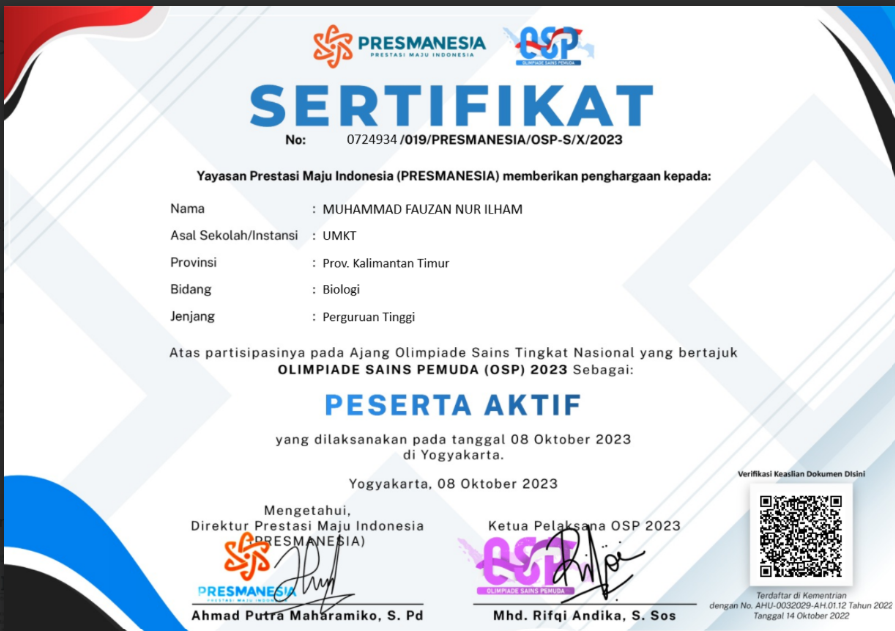 PRESMANESIA
PRESTASI MAJU INDONESIA
OSP
OLIMPIADE SAINS PEMUDA
SERTIFIKAT
No: 0724934 /019/PRESMANESIA/OSP-S/X/2023
Yayasan Prestasi Maju Indonesia (PRESMANESIA) memberikan penghargaan kepada:
Nama : MUHAMMAD FAUZAN NUR ILHAM
Asal Sekolah/Instansi : UMKT
Provinsi : Prov. Kalimantan Timur
Bidang : Biologi
Jenjang : Perguruan Tinggi
Atas partisipasinya pada Ajang Olimpiade Sains Tingkat Nasional yang bertajuk
OLIMPIADE SAINS PEMUDA (OSP) 2023 Sebagai:
PESERTA AKTIF
yang dilaksanakan pada tanggal 08 Oktober 2023
di Yogyakarta.
Yogyakarta, 08 Oktober 2023
Mengetahui,
Direktur Prestasi Maju Indonesia
(PRESMANESIA)
PRESMANESIA
PRESTASI MAJU INDONESIA
Ahmad Putra Maharamiko, S. Pd
Ketua Pelaksana OSP 2023
OSP
OLIMPIADE SAINS PEMUDA
Mhd. Rifqi Andika, S. Sos
Verifikasi Keaslian Dokumen DIsini
Terdaftar di Kementrian
dengan No. AHU-0032029-AH.01.12 Tahun 2022
Tanggal 14 Oktober 2022